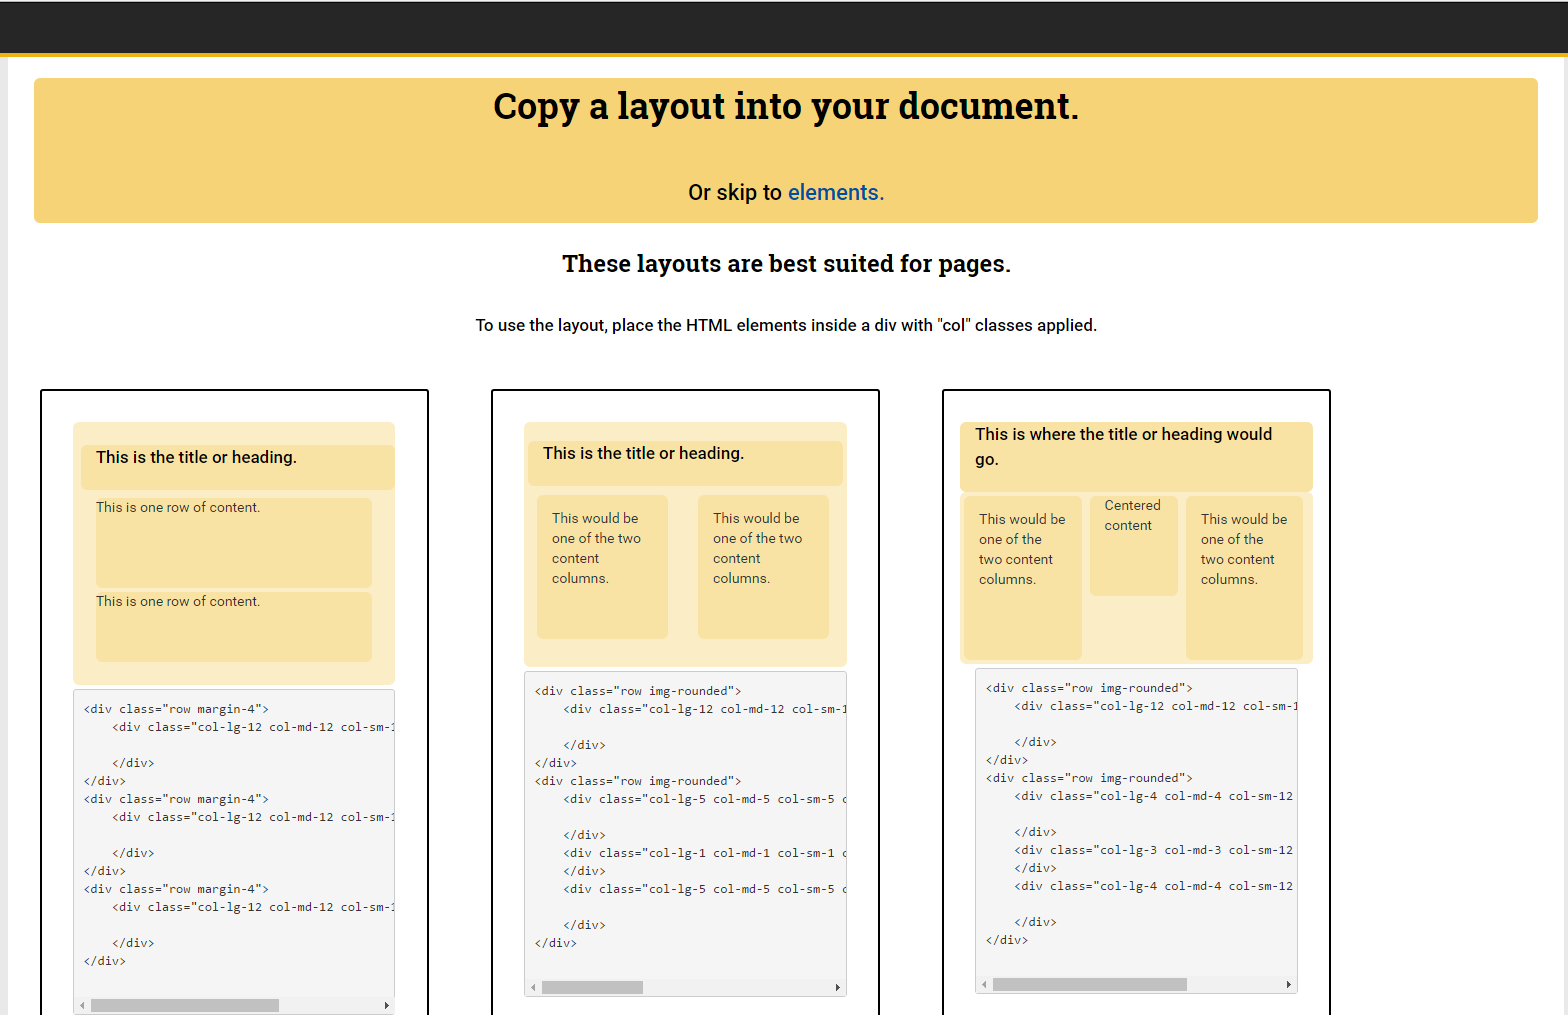 Copy a layout into your document.
Or skip to elements.
These layouts are best suited for pages.
To use the layout, place the HTML elements inside a div with "col" classes applied.
This is the title or heading.
This is one row of content.
This is one row of content.
<div class="row margin-4">
    <div class="col-lg-12 col-md-12 col-sm-1
    </div>
</div>
<div class="row margin-4">
    <div class="col-lg-12 col-md-12 col-sm-1
    </div>
</div>
<div class="row margin-4">
    <div class="col-lg-12 col-md-12 col-sm-1
    </div>
</div>
This is the title or heading.
This would be
one of the two
content
columns.
This would be
one of the two
content
columns.
<div class="row img-rounded">
    <div class="col-lg-12 col-md-12 col-sm-1
    </div>
</div>
<div class="row img-rounded">
    <div class="col-lg-5 col-md-5 col-sm-5 c
    </div>
    <div class="col-lg-1 col-md-1 col-sm-1 c
    </div>
    <div class="col-lg-5 col-md-5 col-sm-5 c
    </div>
</div>
This is where the title or heading would
go.
This would be
one of the
two content
columns.
Centered
content
This would be
one of the
two content
columns.
<div class="row img-rounded">
    <div class="col-lg-12 col-md-12 col-sm-1
    </div>
</div>
<div class="row img-rounded">
    <div class="col-lg-4 col-md-4 col-sm-12
    </div>
    <div class="col-lg-3 col-md-3 col-sm-12
    </div>
    <div class="col-lg-4 col-md-4 col-sm-12
    </div>
</div>